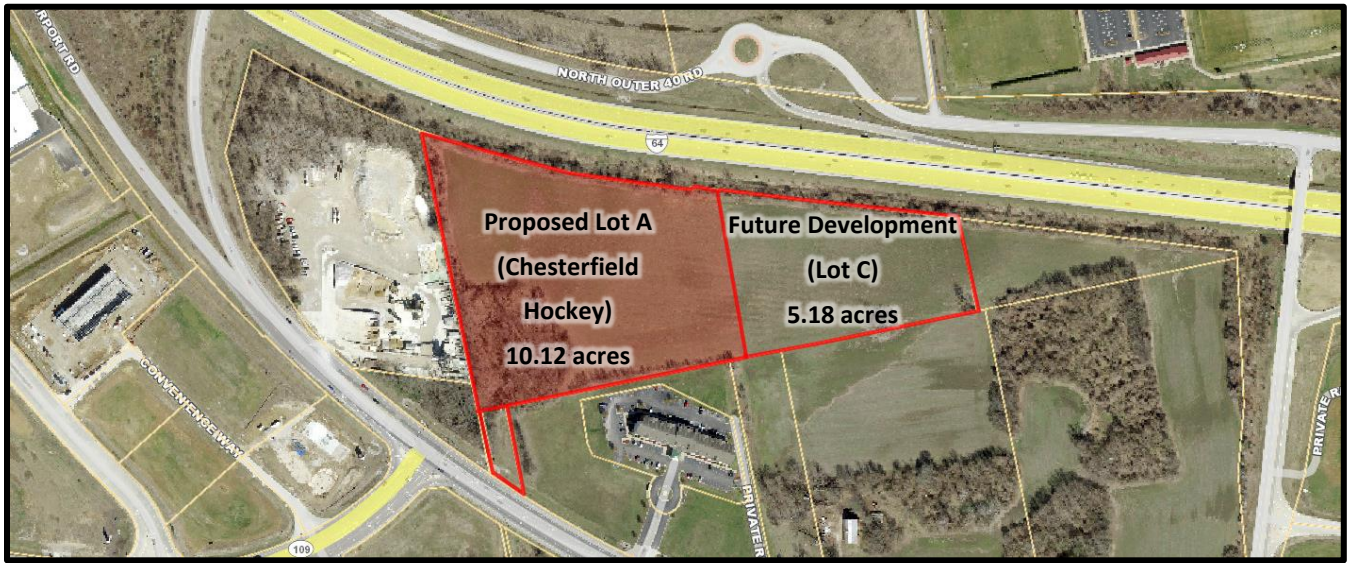 RPORT RD
NORTH OUTER 40 RD
64
Proposed Lot A
(Chesterfield
Hockey)
10.12 acres
Future Development
(Lot C)
5.18 acres
CONVENIENCE WAY
109
PRIVATE R
PRIVATE R